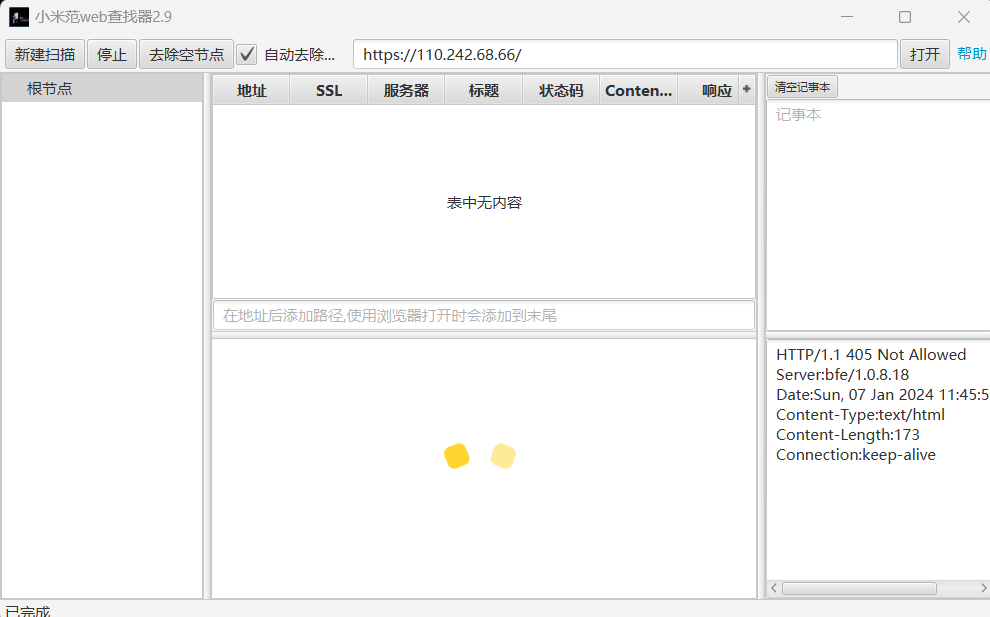 小米范web查找器2.9
新建扫描 停止 去除空节点 自动去除... https://110.242.68.66/ 打开 帮助
根节点
地址 SSL 服务器 标题 状态码 Conten... 响应 +
表中无内容
在地址后添加路径,使用浏览器打开时会添加到末尾
清空记事本
记事本
HTTP/1.1 405 Not Allowed
Server:bfe/1.0.8.18
Date:Sun, 07 Jan 2024 11:45:5
Content-Type:text/html
Content-Length:173
Connection:keep-alive
已完成